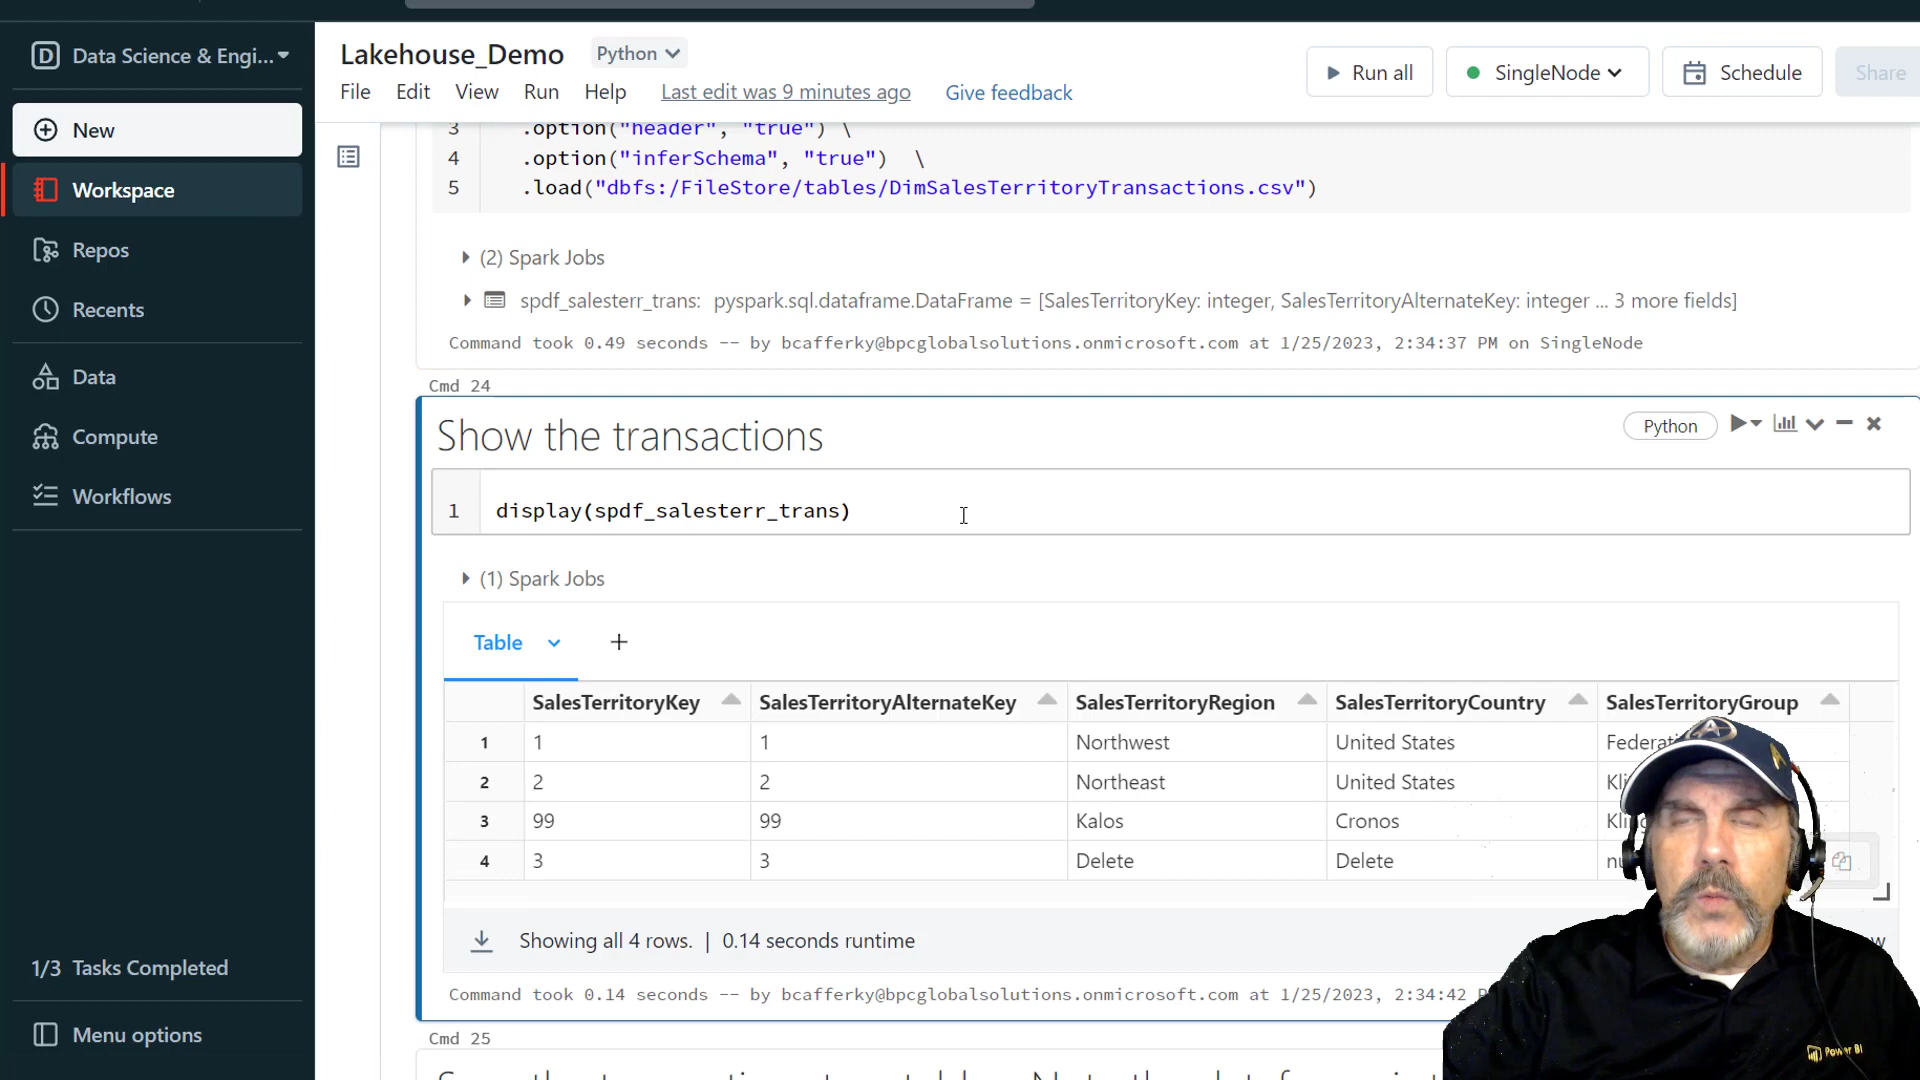 Data Science & Engi...
Lakehouse_Demo
Python
File Edit View Run Help Last edit was 9 minutes ago Give feedback
Run all
SingleNode
Schedule
Share
New
Workspace
Repos
Recents
Data
Compute
Workflows
1/3 Tasks Completed
Menu options
3 .option("header", "true") \
4 .option("inferSchema", "true") \
5 .load("dbfs:/FileStore/tables/DimSalesTerritoryTransactions.csv")
(2) Spark Jobs
spdf_salesterr_trans: pyspark.sql.dataframe.DataFrame = [SalesTerritoryKey: integer, SalesTerritoryAlternateKey: integer ... 3 more fields]
Command took 0.49 seconds -- by bcafferky@bpcglobalsolutions.onmicrosoft.com at 1/25/2023, 2:34:37 PM on SingleNode
Cmd 24
Show the transactions
Python
1 display(spdf_salesterr_trans)
(1) Spark Jobs
Table +
SalesTerritoryKey SalesTerritoryAlternateKey SalesTerritoryRegion SalesTerritoryCountry SalesTerritoryGroup
1 1 1 Northwest United States
2 2 2 Northeast United States
3 99 99 Kalos Cronos
4 3 3 Delete Delete
Showing all 4 rows. | 0.14 seconds runtime
Command took 0.14 seconds -- by bcafferky@bpcglobalsolutions.onmicrosoft.com at 1/25/2023, 2:34:42
Cmd 25
Power BI